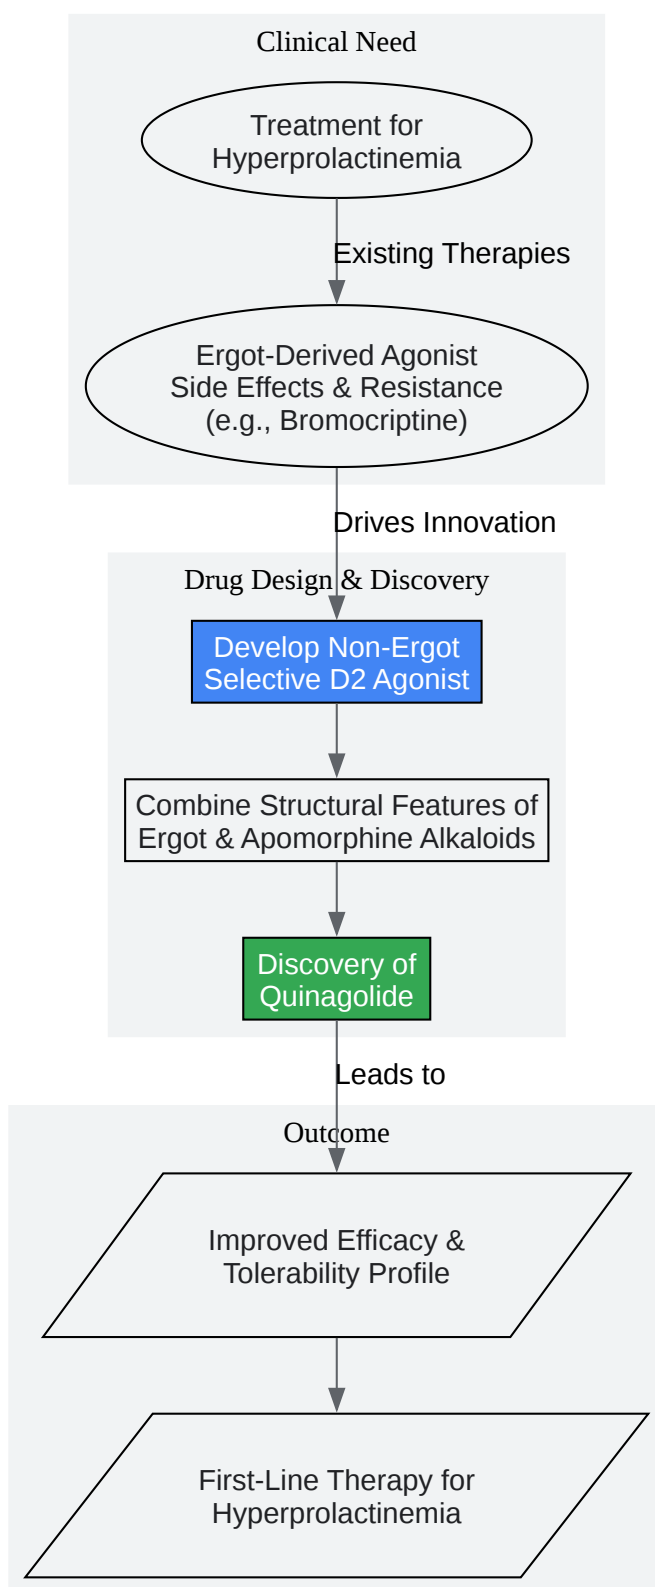 Clinical Need
Treatment for
Hyperprolactinemia
Existing Therapies
Ergot-Derived Agonist
Side Effects & Resistance
(e.g., Bromocriptine)
Drives Innovation
Drug Design & Discovery
Develop Non-Ergot
Selective D2 Agonist
Combine Structural Features of
Ergot & Apomorphine Alkaloids
Discovery of
Quinagolide
Leads to
Outcome
Improved Efficacy &
Tolerability Profile
First-Line Therapy for
Hyperprolactinemia